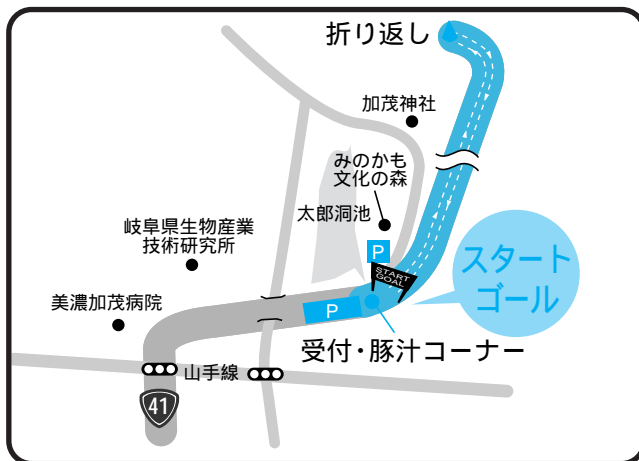 折り返し
加茂神社
みのかも
文化の森
太郎洞池
岐阜県生物産業
技術研究所
P
START
GOAL
スタート
ゴール
美濃加茂病院
P
受付・豚汁コーナー
山手線
41